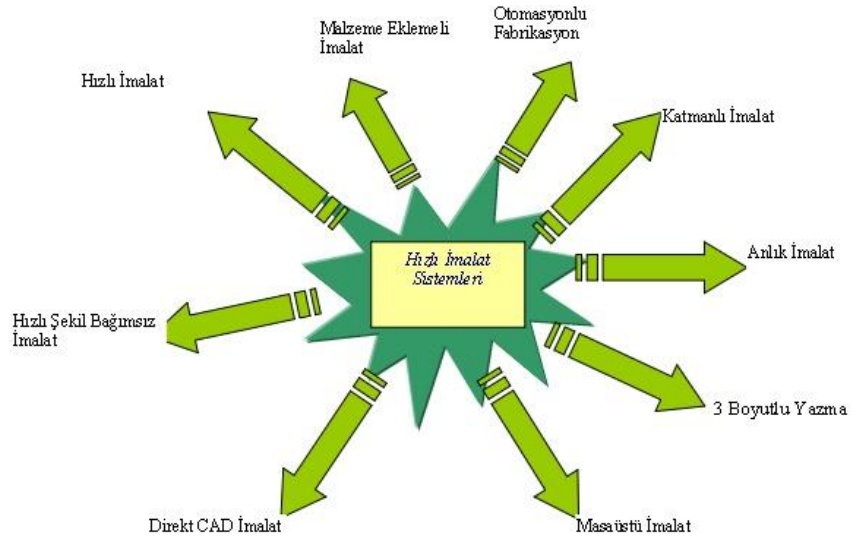 Malzeme Eklemeli
İmalat
Otomasyonlu
Fabrikasyon
Hızlı İmalat
Katmanlı İmalat
Hızlı İmalat
Sistemleri
Anlık İmalat
Hızlı Şekil Bağımsız
İmalat
3 Boyutlu Yazma
Direkt CAD İmalat
Masaüstü İmalat